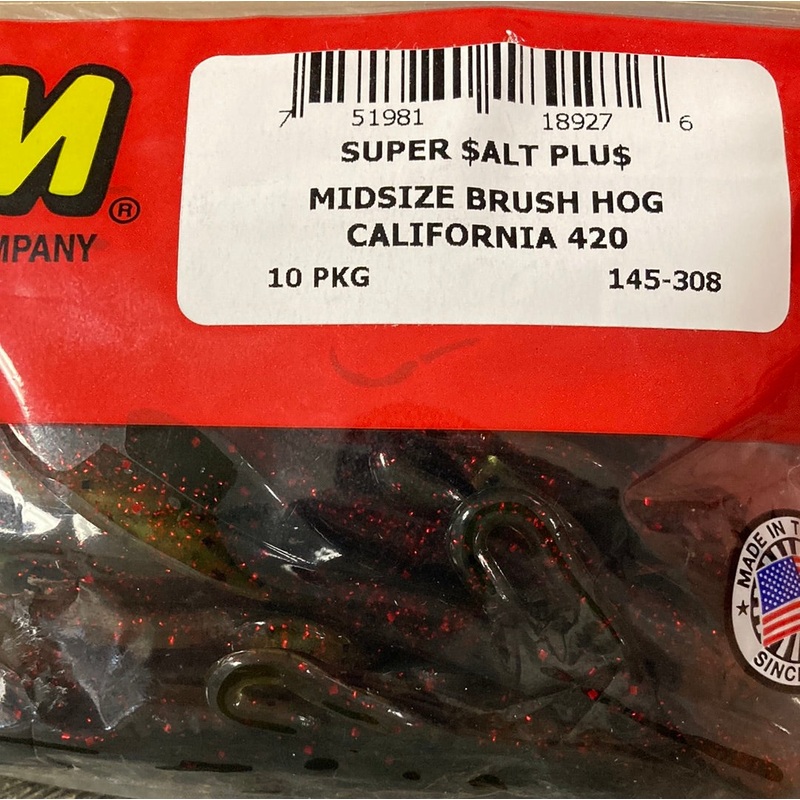 M®
MPANY
7 51981 18927 6
SUPER $ALT PLU$
MIDSIZE BRUSH HOG
CALIFORNIA 420
10 PKG 145-308
MADE IN T
SINC